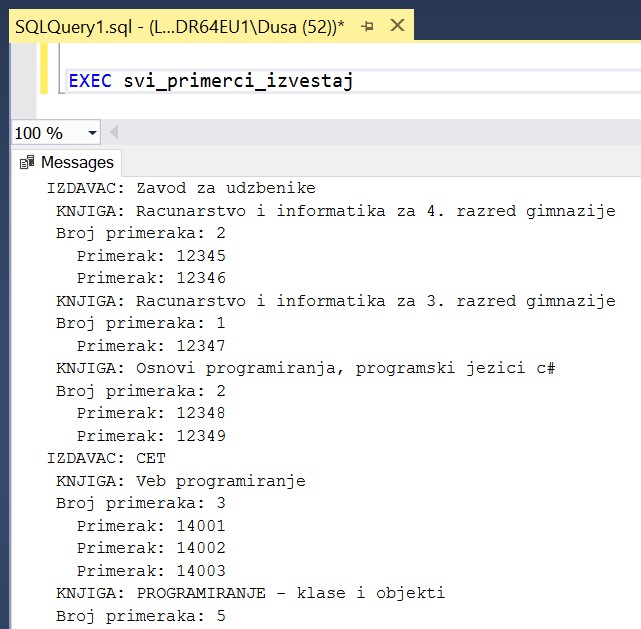 SQLQuery1.sql - (L...DR64EU1\Dusa (52))*
EXEC svi_primerci_izvestaj
100 %
Messages
IZDAVAC: Zavod za udzbenike
KNJIGA: Racunarstvo i informatika za 4. razred gimnazije
Broj primeraka: 2
Primerak: 12345
Primerak: 12346
KNJIGA: Racunarstvo i informatika za 3. razred gimnazije
Broj primeraka: 1
Primerak: 12347
KNJIGA: Osnovi programiranja, programski jezici c#
Broj primeraka: 2
Primerak: 12348
Primerak: 12349
IZDAVAC: CET
KNJIGA: Veb programiranje
Broj primeraka: 3
Primerak: 14001
Primerak: 14002
Primerak: 14003
KNJIGA: PROGRAMIRANJE - klase i objekti
Broj primeraka: 5